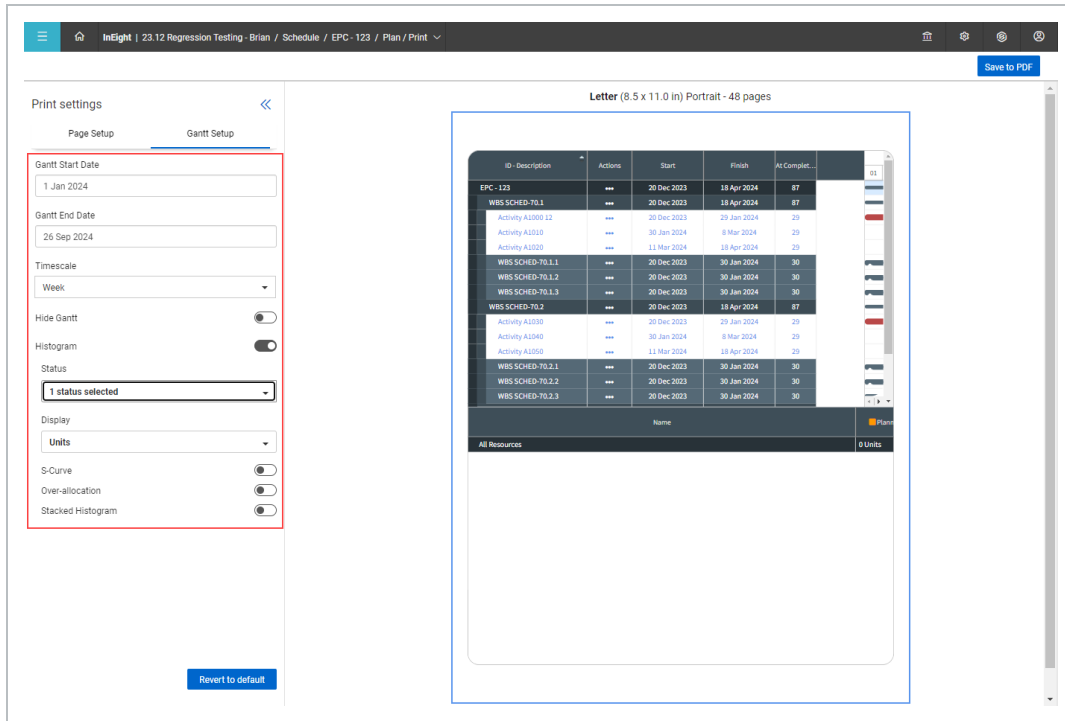 InEight | 23.12 Regression Testing - Brian / Schedule / EPC - 123 / Plan / Print
Save to PDF
Print settings
Page Setup Gantt Setup
Gantt Start Date
1 Jan 2024
Gantt End Date
26 Sep 2024
Timescale
Week
Hide Gantt
Histogram
Status
1 status selected
Display
Units
S-Curve
Over-allocation
Stacked Histogram
Revert to default
Letter (8.5 x 11.0 in) Portrait - 48 pages
ID - Description Actions Start Finish At Complet... 01
EPC - 123 ••• 20 Dec 2023 18 Apr 2024 87
WBS SCHED-70.1 ••• 20 Dec 2023 18 Apr 2024 87
Activity A1000 12 ••• 20 Dec 2023 29 Jan 2024 29
Activity A1010 ••• 30 Jan 2024 8 Mar 2024 29
Activity A1020 ••• 11 Mar 2024 18 Apr 2024 29
WBS SCHED-70.1.1 ••• 20 Dec 2023 30 Jan 2024 30
WBS SCHED-70.1.2 ••• 20 Dec 2023 30 Jan 2024 30
WBS SCHED-70.1.3 ••• 20 Dec 2023 30 Jan 2024 30
WBS SCHED-70.2 ••• 20 Dec 2023 18 Apr 2024 87
Activity A1030 ••• 20 Dec 2023 29 Jan 2024 29
Activity A1040 ••• 30 Jan 2024 8 Mar 2024 29
Activity A1050 ••• 11 Mar 2024 18 Apr 2024 29
WBS SCHED-70.2.1 ••• 20 Dec 2023 30 Jan 2024 30
WBS SCHED-70.2.2 ••• 20 Dec 2023 30 Jan 2024 30
WBS SCHED-70.2.3 ••• 20 Dec 2023 30 Jan 2024 30
Name Plann
All Resources 0 Units